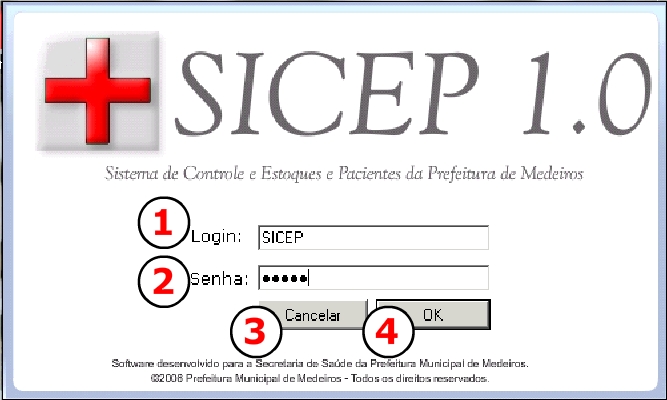 SICEP 1.0
Sistema de Controle e Estoques e Pacientes da Prefeitura de Medeiros
1 Login: SICEP
2 Senha: •••••
3 Cancelar 4 OK
Software desenvolvido para a Secretaria de Saúde da Prefeitura Municipal de Medeiros.
©2006 Prefeitura Municipal de Medeiros - Todos os direitos reservados.